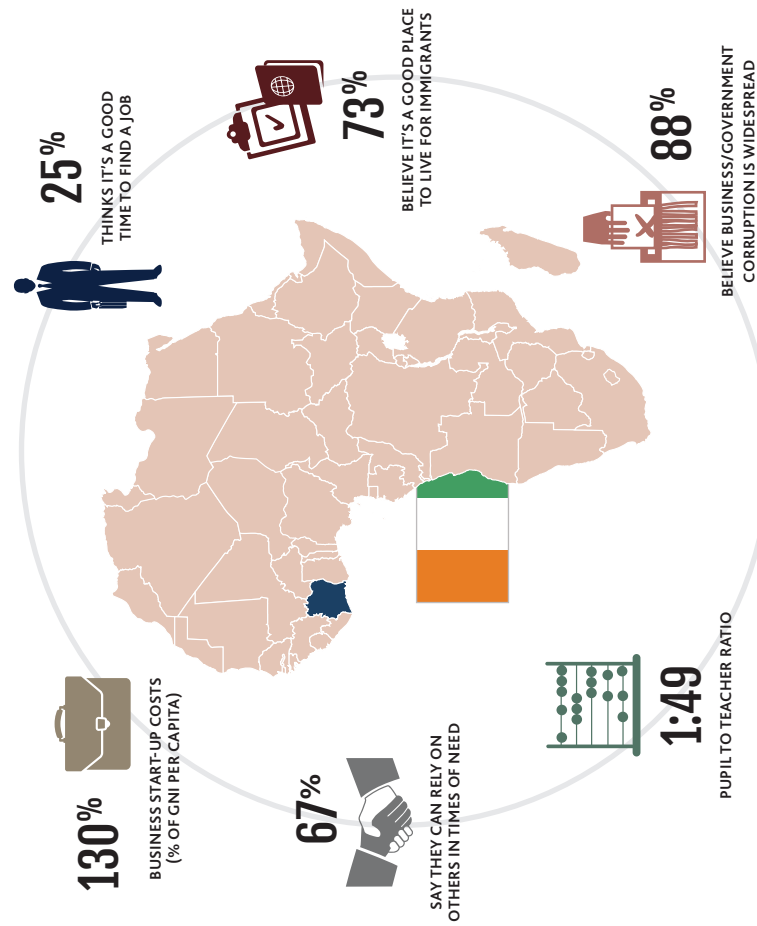 130%
BUSINESS START-UP COSTS
(% OF GNI PER CAPITA)
25%
THINKS IT'S A GOOD
TIME TO FIND A JOB
67%
SAY THEY CAN RELY ON
OTHERS IN TIMES OF NEED
73%
BELIEVE IT'S A GOOD PLACE
TO LIVE FOR IMMIGRANTS
1:49
PUPIL TO TEACHER RATIO
88%
BELIEVE BUSINESS/GOVERNMENT
CORRUPTION IS WIDESPREAD